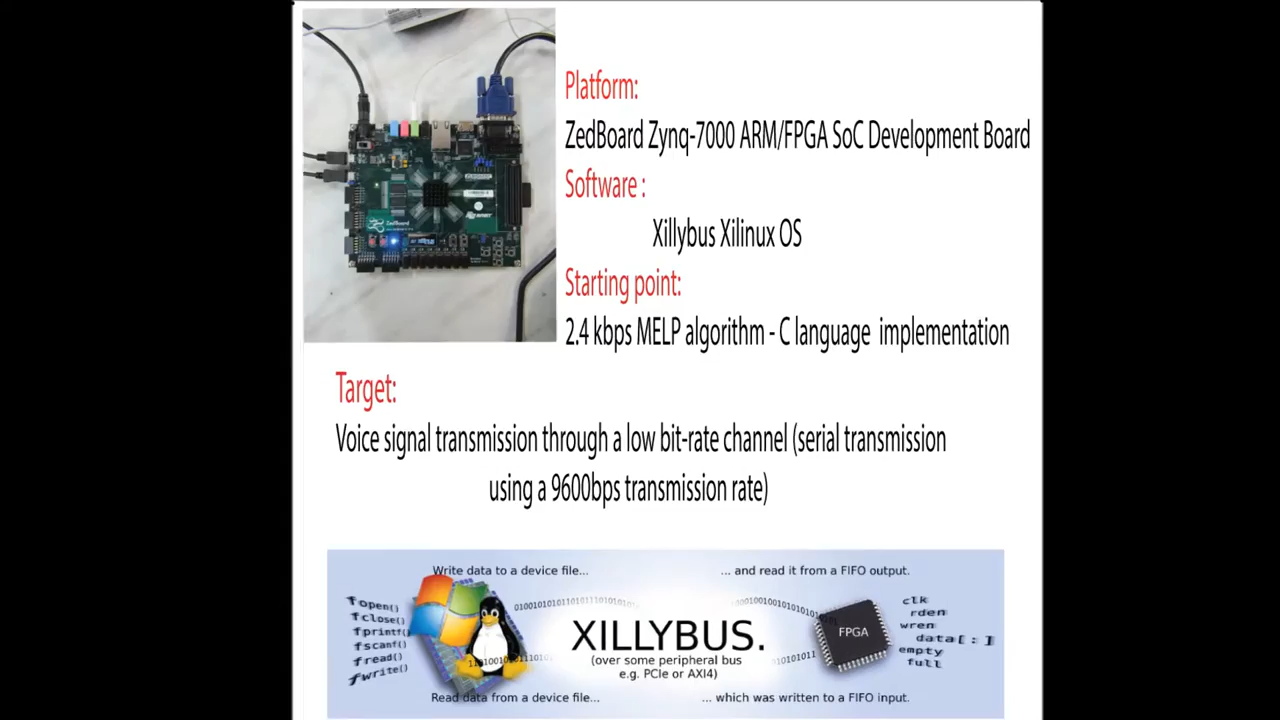 Platform:
ZedBoard Zynq-7000 ARM/FPGA SoC Development Board
Software :
Xillybus Xilinux OS
Starting point:
2.4 kbps MELP algorithm - C language implementation
ZedBoard
Target:
Voice signal transmission through a low bit-rate channel (serial transmission
using a 9600bps transmission rate)
Write data to a device file...
... and read it from a FIFO output.
fopen()
fclose()
fprintf()
fscanf()
fread()
fwrite()
XILLYBUS.
(over some peripheral bus
e.g. PCIe or AXI4)
FPGA
clk
rden
wren
data[:]
empty
full
Read data from a device file...
... which was written to a FIFO input.